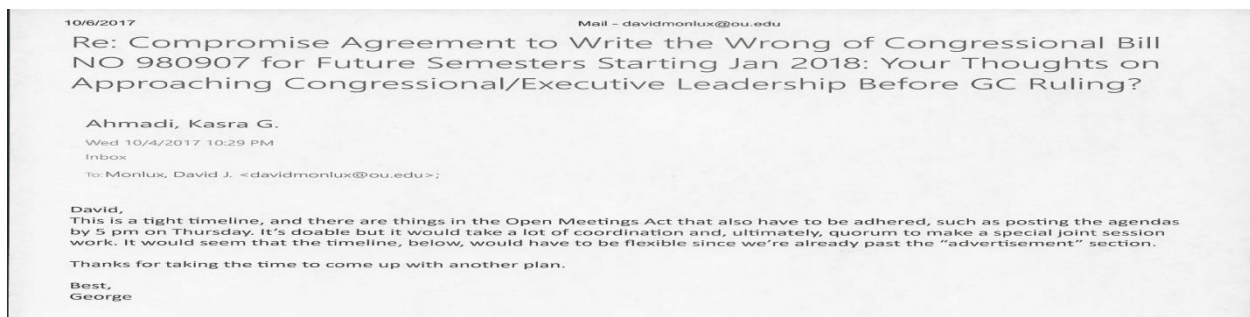 10/6/2017 Mail - davidmonlux@ou.edu
Re: Compromise Agreement to Write the Wrong of Congressional Bill
NO 980907 for Future Semesters Starting Jan 2018: Your Thoughts on
Approaching Congressional/Executive Leadership Before GC Ruling?
Ahmadi, Kasra G.
Wed 10/4/2017 10:29 PM
Inbox
To: Monlux, David J. <davidmonlux@ou.edu>;
David,
This is a tight timeline, and there are things in the Open Meetings Act that also have to be adhered, such as posting the agendas
by 5 pm on Thursday. It's doable but it would take a lot of coordination and, ultimately, quorum to make a special joint session
work. It would seem that the timeline, below, would have to be flexible since we're already past the “advertisement” section.
Thanks for taking the time to come up with another plan.
Best,
George